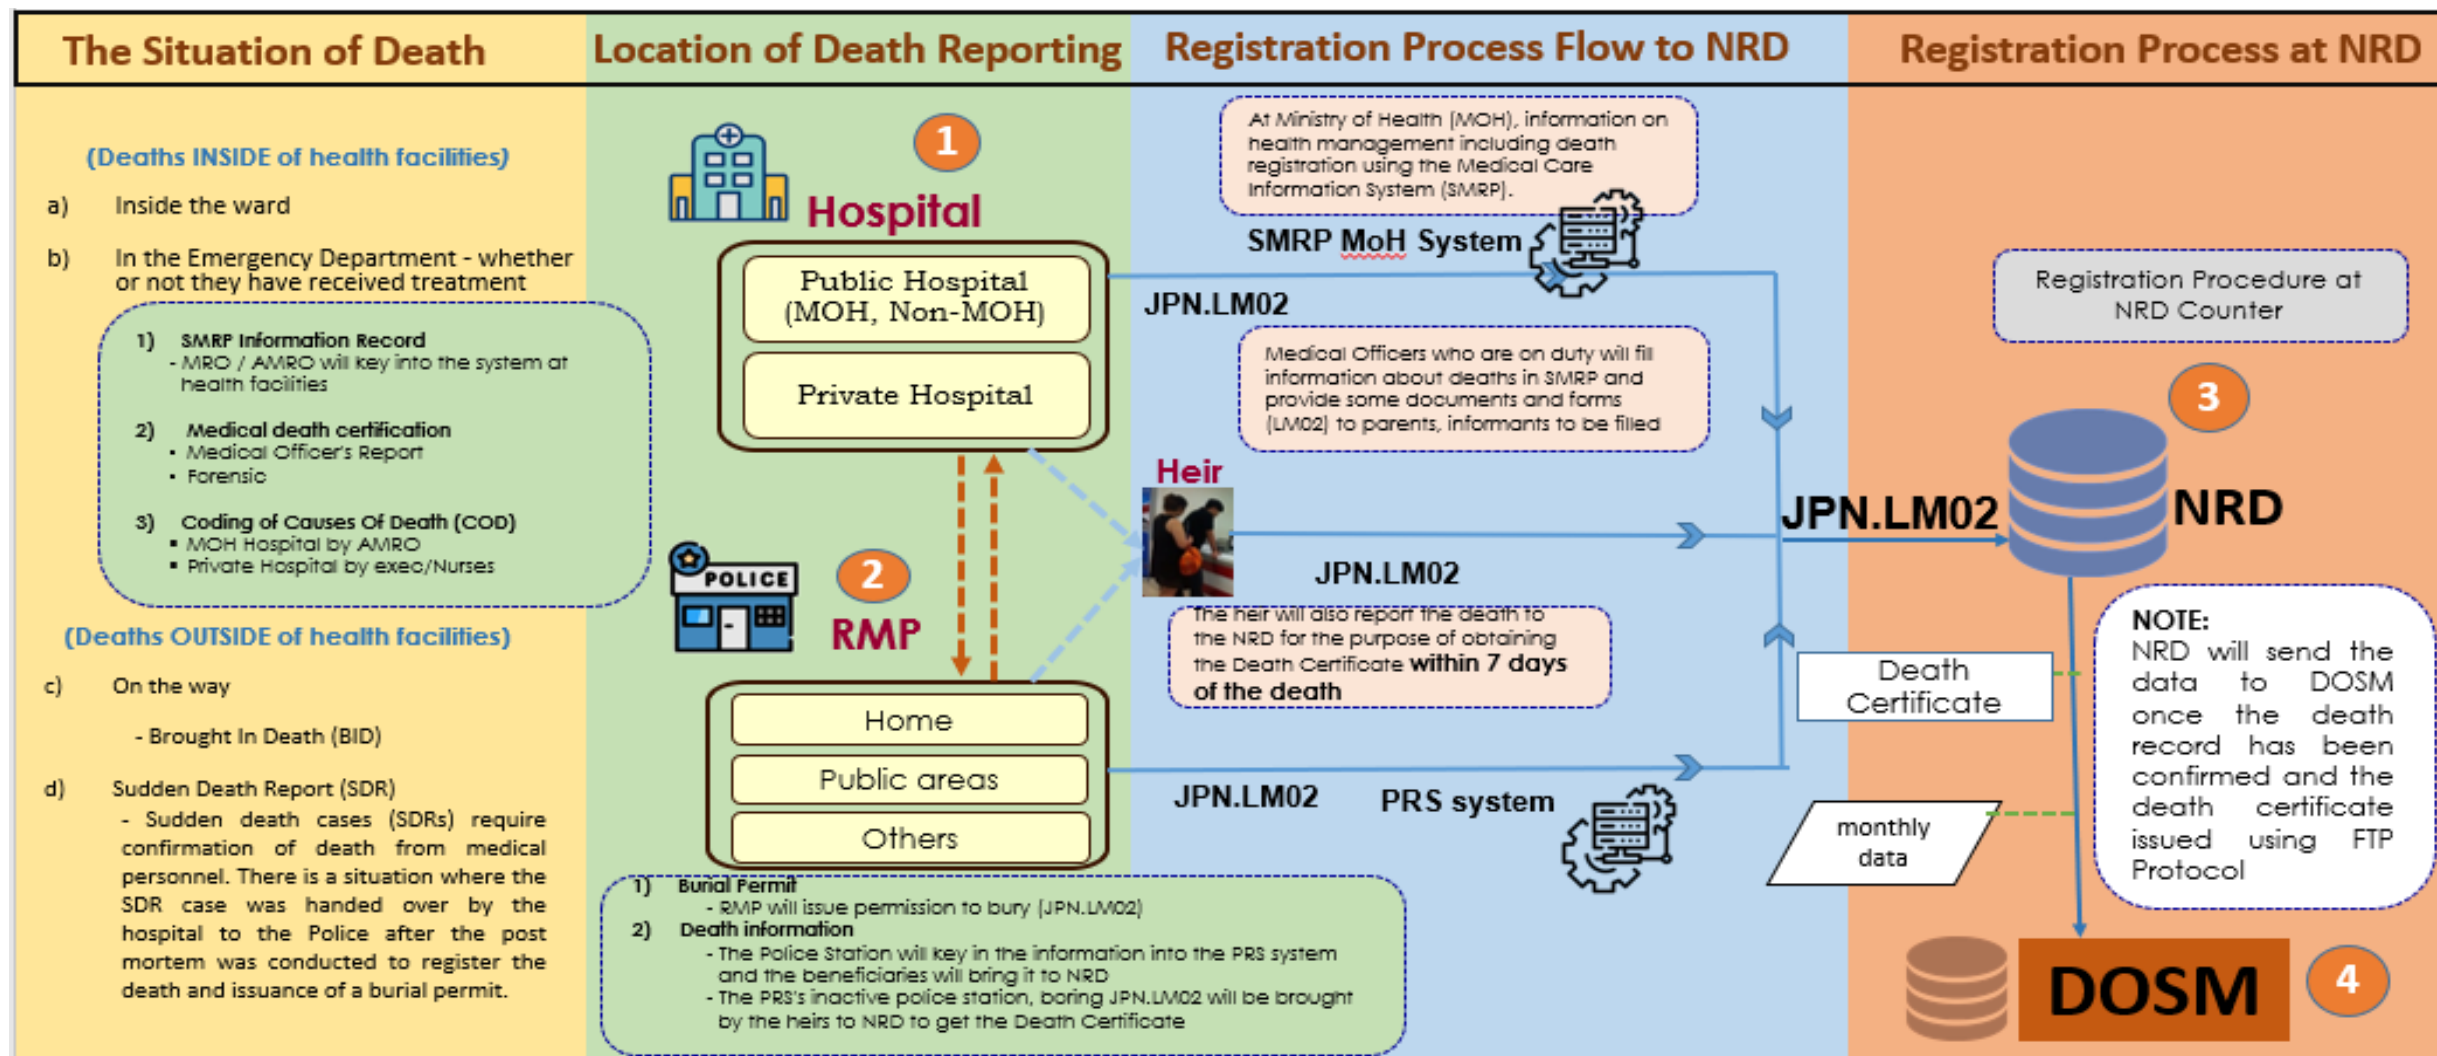 The Situation of Death
Location of Death Reporting
Registration Process Flow to NRD
Registration Process at NRD
(Deaths INSIDE of health facilities)
a) Inside the ward
b) In the Emergency Department - whether
or not they have received treatment
1) SMRP Information Record
- MRO / AMRO will key into the system at
health facilities
2) Medical death certification
▪ Medical Officer's Report
▪ Forensic
3) Coding of Causes Of Death (COD)
▪ MOH Hospital by AMRO
▪ Private Hospital by exec/Nurses
(Deaths OUTSIDE of health facilities)
c) On the way
- Brought In Death (BID)
d) Sudden Death Report (SDR)
- Sudden death cases (SDRs) require
confirmation of death from medical
personnel. There is a situation where the
SDR case was handed over by the
hospital to the Police after the post
mortem was conducted to register the
death and issuance of a burial permit.
1
Hospital
Public Hospital
(MOH, Non-MOH)
Private Hospital
POLICE
2
RMP
Home
Public areas
Others
1) Burial Permit
- RMP will issue permission to bury (JPN.LM02)
2) Death information
- The Police Station will key in the information into the PRS system
and the beneficiaries will bring it to NRD
- The PRS's inactive police station, boring JPN.LM02 will be brought
by the heirs to NRD to get the Death Certificate
At Ministry of Health (MOH), information on
health management including death
registration using the Medical Care
Information System (SMRP).
SMRP MoH System
JPN.LM02
Medical Officers who are on duty will fill
information about deaths in SMRP and
provide some documents and forms
(LM02) to parents, informants to be filled
Heir
JPN.LM02
The heir will also report the death to
the NRD for the purpose of obtaining
the Death Certificate within 7 days
of the death
JPN.LM02
PRS system
Registration Procedure at
NRD Counter
3
JPN.LM02
NRD
Death
Certificate
monthly
data
NOTE:
NRD will send the
data to DOSM
once the death
record has been
confirmed and the
death certificate
issued using FTP
Protocol
DOSM
4